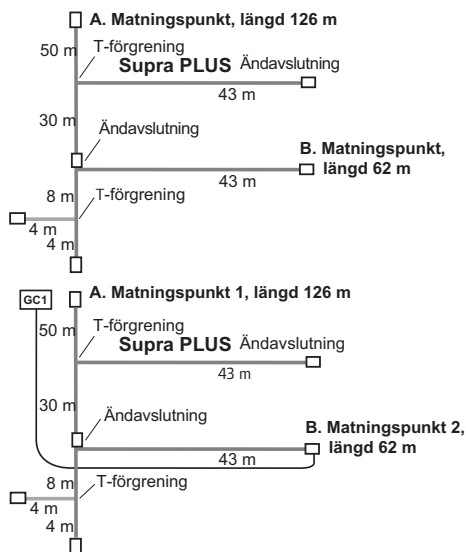 A. Matningspunkt, längd 126 m
50 m
T-förgrening
Supra PLUS Ändavslutning
43 m
30 m
Ändavslutning
B. Matningspunkt,
längd 62 m
43 m
8 m
T-förgrening
4 m
4 m
GC1
A. Matningspunkt 1, längd 126 m
50 m
T-förgrening
Supra PLUS Ändavslutning
43 m
30 m
Ändavslutning
B. Matningspunkt 2,
längd 62 m
43 m
8 m
T-förgrening
4 m
4 m